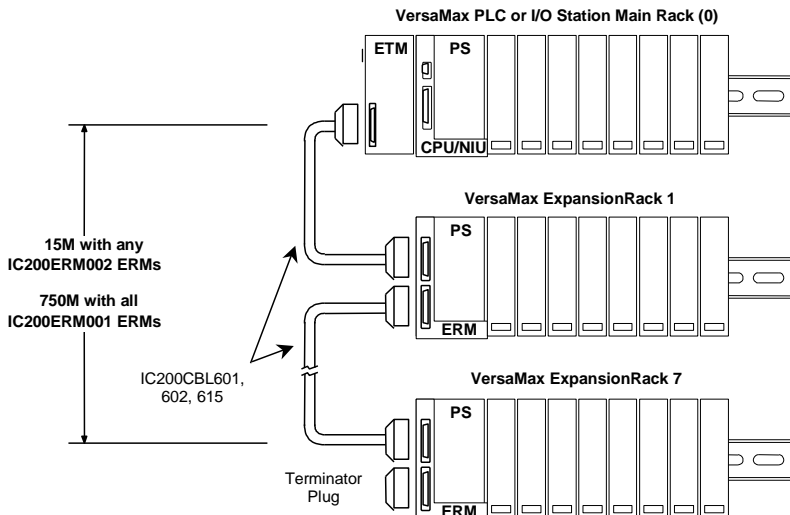 VersaMax PLC or I/O Station Main Rack (0)
ETM
PS
CPU/NIU
VersaMax ExpansionRack 1
PS
15M with any
IC200ERM002 ERMs
750M with all
IC200ERM001 ERMs
ERM
IC200CBL601,
602, 615
VersaMax ExpansionRack 7
PS
Terminator
Plug
ERM